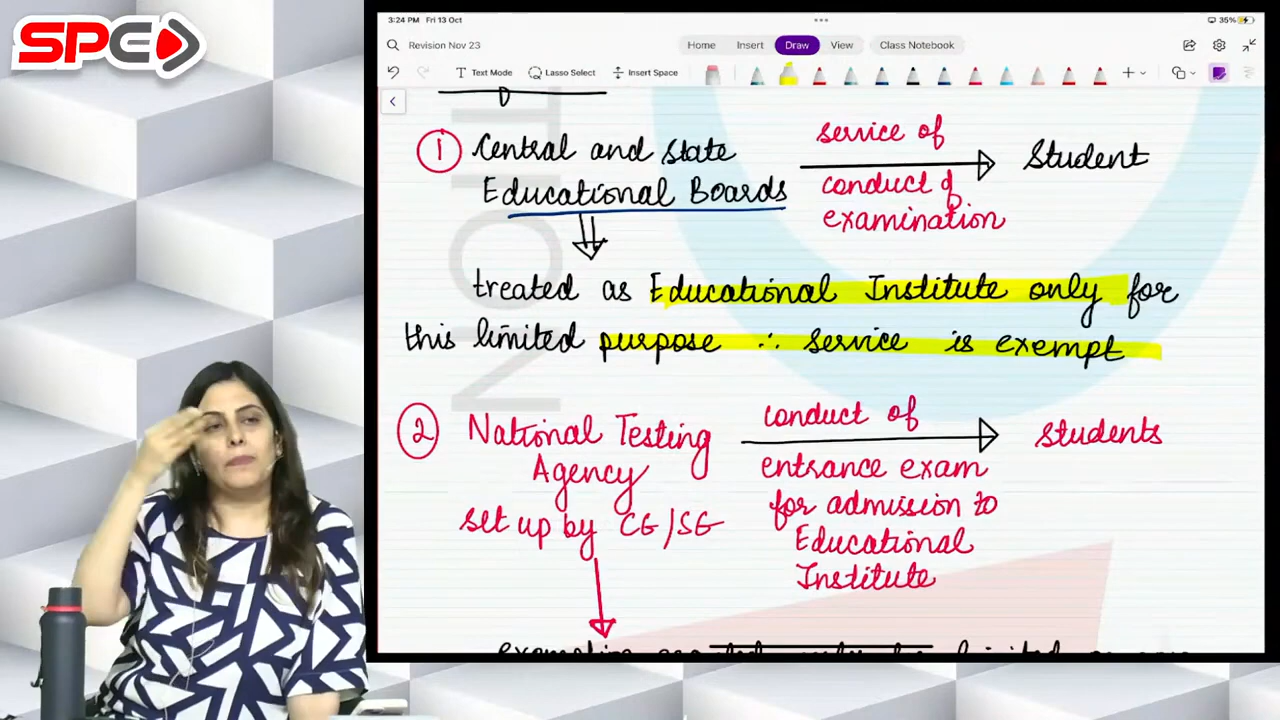 SPC
3:24 PM Fri 13 Oct
35%
Revision Nov 23
Home Insert Draw View Class Notebook
Text Mode Lasso Select Insert Space
① Central and State service of Student
Educational Boards conduct of
examination
treated as Educational Institute only for
this limited purpose ∴ service is exempt
② National Testing conduct of students
Agency entrance exam
set up by CG/SG for admission to
Educational
Institute